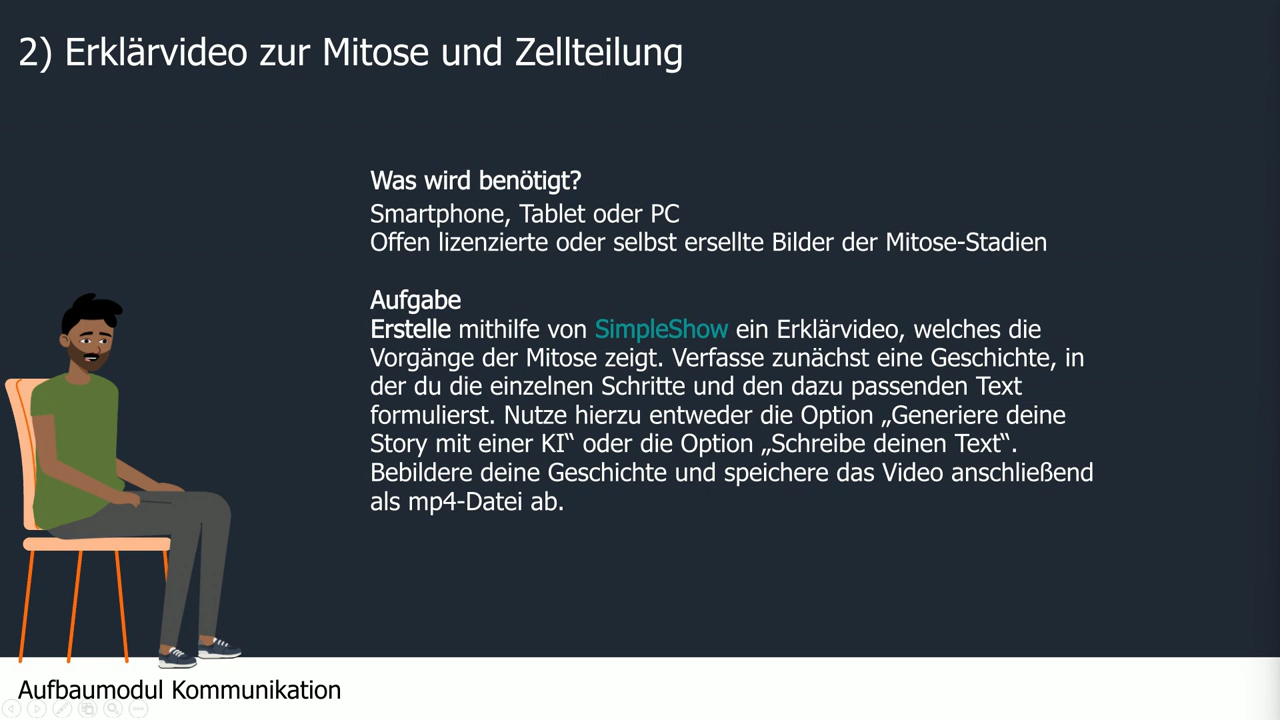 2) Erklärvideo zur Mitose und Zellteilung
Was wird benötigt?
Smartphone, Tablet oder PC
Offen lizenzierte oder selbst ersellte Bilder der Mitose-Stadien
Aufgabe
Erstelle mithilfe von SimpleShow ein Erklärvideo, welches die
Vorgänge der Mitose zeigt. Verfasse zunächst eine Geschichte, in
der du die einzelnen Schritte und den dazu passenden Text
formulierst. Nutze hierzu entweder die Option „Generiere deine
Story mit einer KI“ oder die Option „Schreibe deinen Text“.
Bebildere deine Geschichte und speichere das Video anschließend
als mp4-Datei ab.
Aufbaumodul Kommunikation